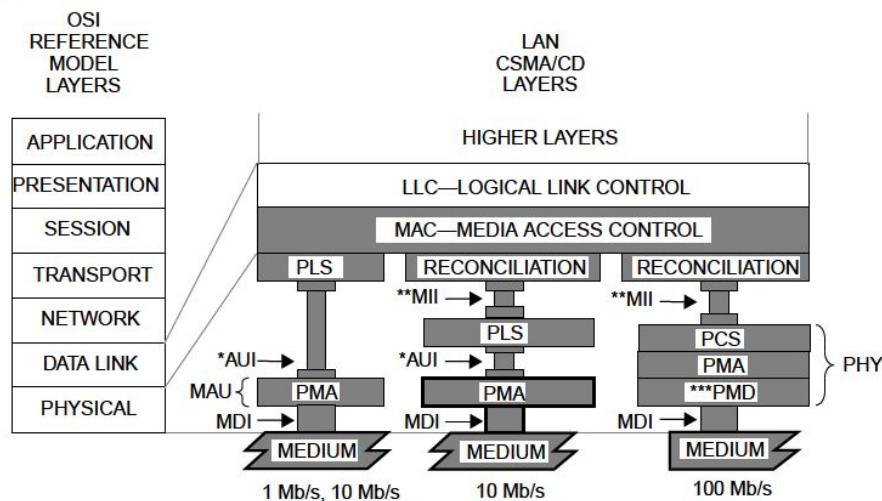 OSI
REFERENCE
MODEL
LAYERS
LAN
CSMA/CD
LAYERS
APPLICATION
PRESENTATION
SESSION
TRANSPORT
NETWORK
DATA LINK
PHYSICAL
HIGHER LAYERS
LLC—LOGICAL LINK CONTROL
MAC—MEDIA ACCESS CONTROL
PLS
RECONCILIATION
RECONCILIATION
**MII
**MII
PLS
PCS
*AUI
*AUI
PMA
PHY
MAU
PMA
PMA
***PMD
MDI
MDI
MDI
MEDIUM
MEDIUM
MEDIUM
1 Mb/s, 10 Mb/s
10 Mb/s
100 Mb/s